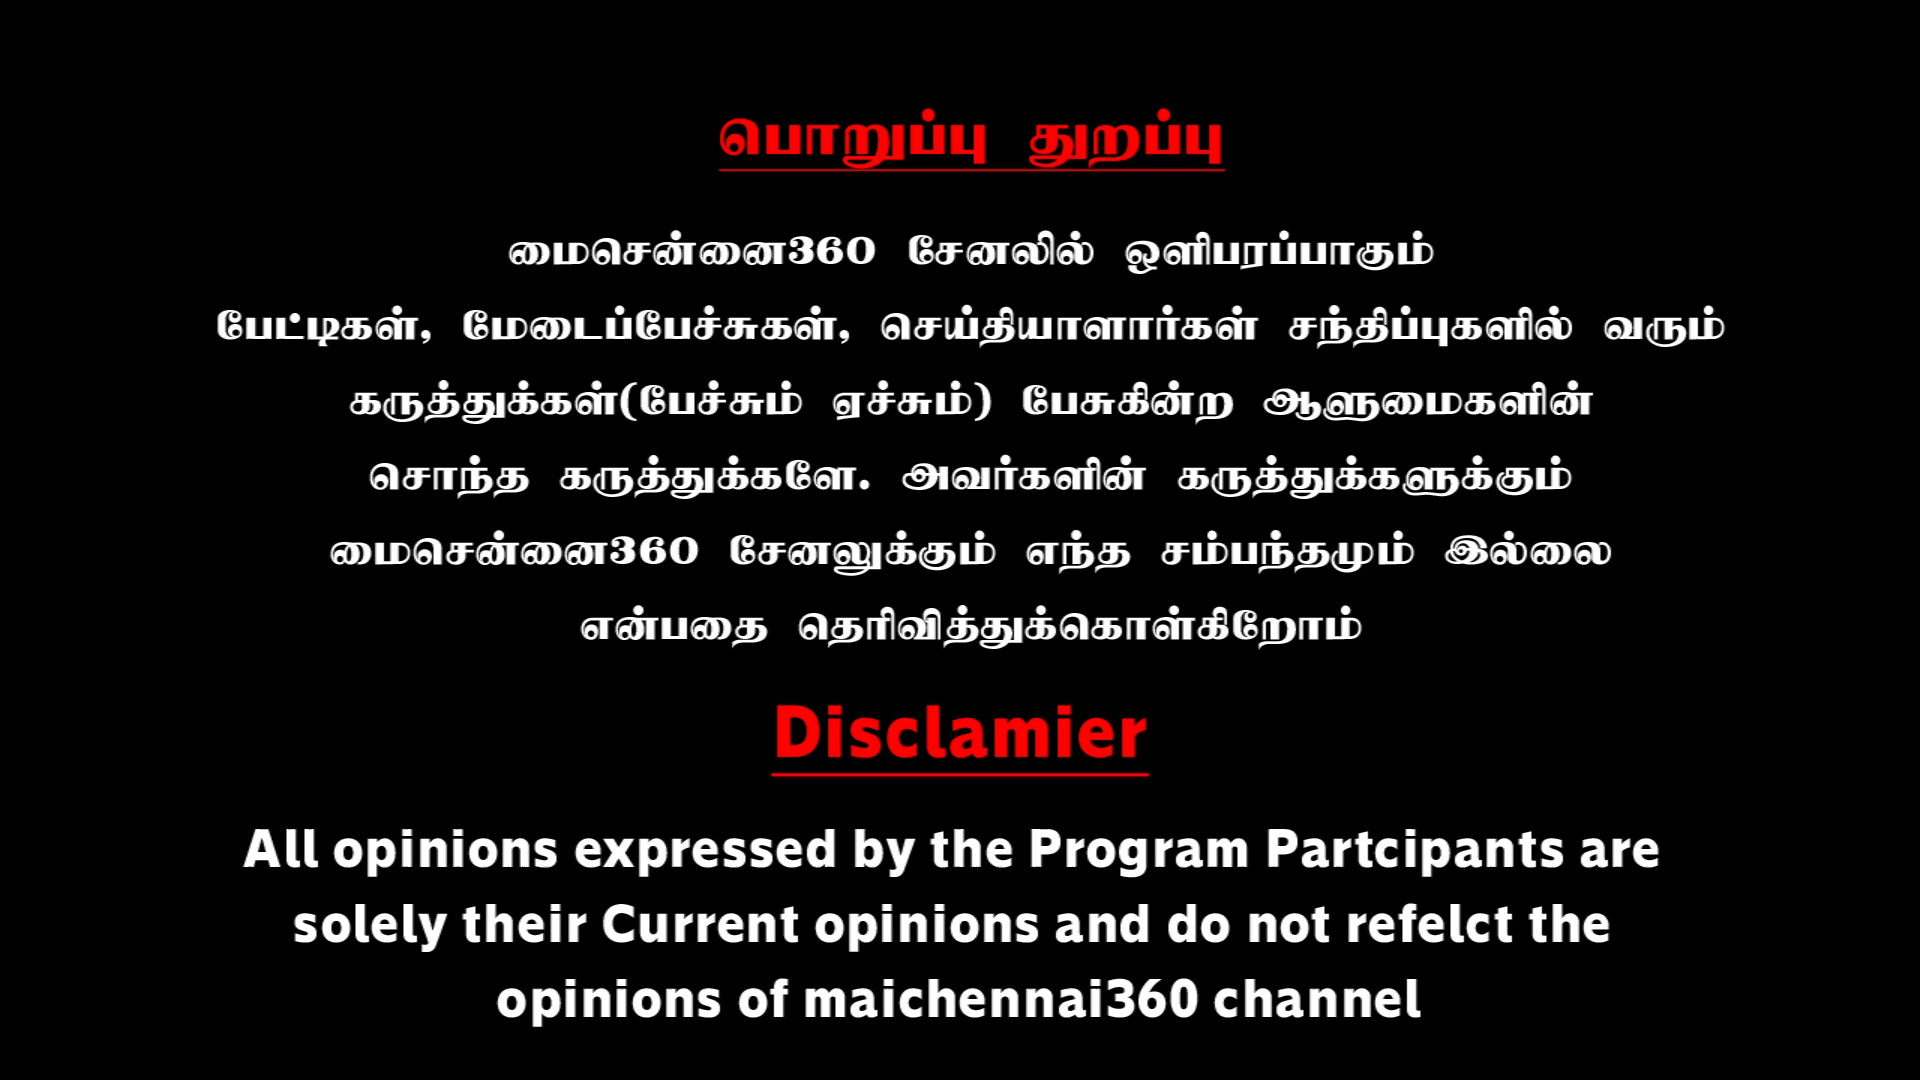 பொறுப்பு துறப்பு
மைசென்னை360 சேனலில் ஒளிபரப்பாகும்
பேட்டிகள், மேடைப்பேச்சுகள், செய்தியாளார்கள் சந்திப்புகளில் வரும்
கருத்துக்கள்(பேச்சும் ஏச்சும்) பேசுகின்ற ஆளுமைகளின்
சொந்த கருத்துக்களே. அவர்களின் கருத்துக்களுக்கும்
மைசென்னை360 சேனலுக்கும் எந்த சம்பந்தமும் இல்லை
என்பதை தெரிவித்துக்கொள்கிறோம்
Disclamier
All opinions expressed by the Program Partcipants are
solely their Current opinions and do not refelct the
opinions of maichennai360 channel